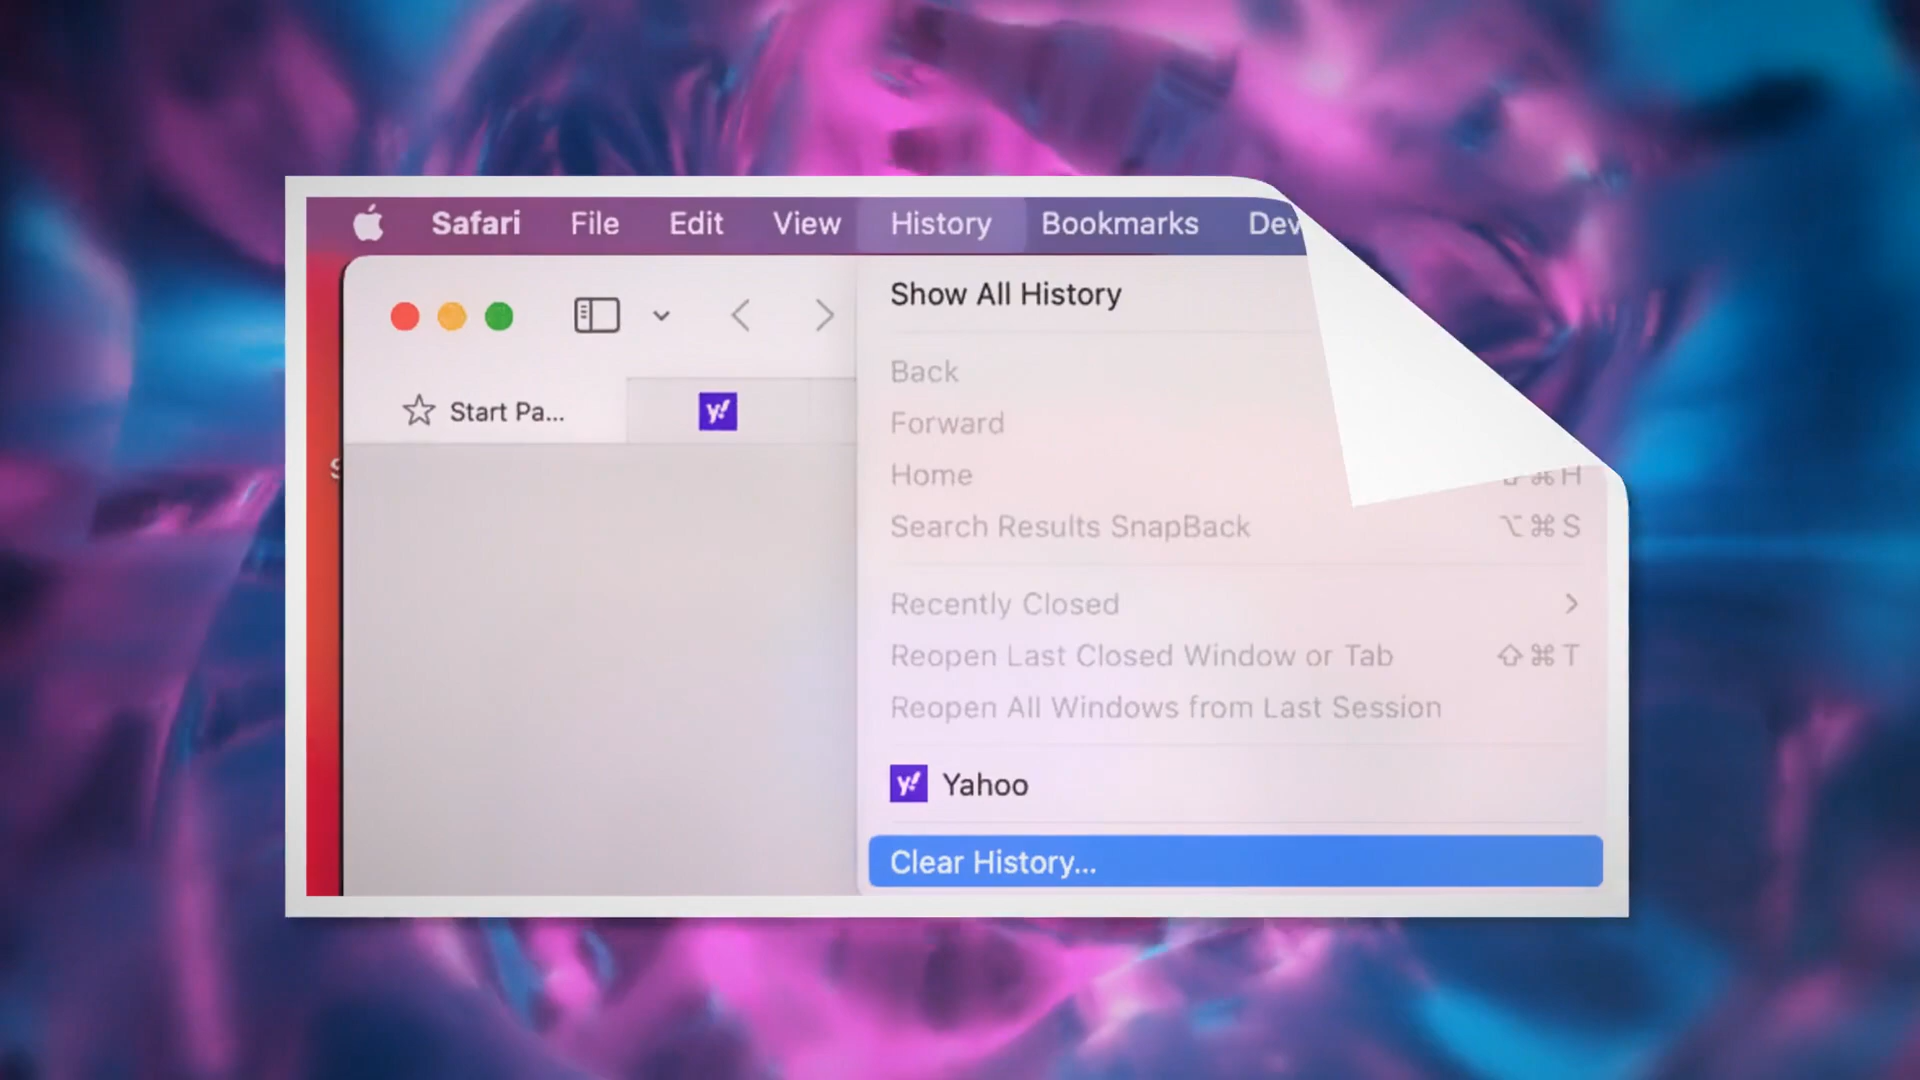 Safari File Edit View History Bookmarks Dev
Show All History
Start Pa...
y!
Back
Forward
Home ⇧⌘H
Search Results SnapBack ⌥⌘S
Recently Closed
Reopen Last Closed Window or Tab ⇧⌘T
Reopen All Windows from Last Session
y! Yahoo
Clear History...